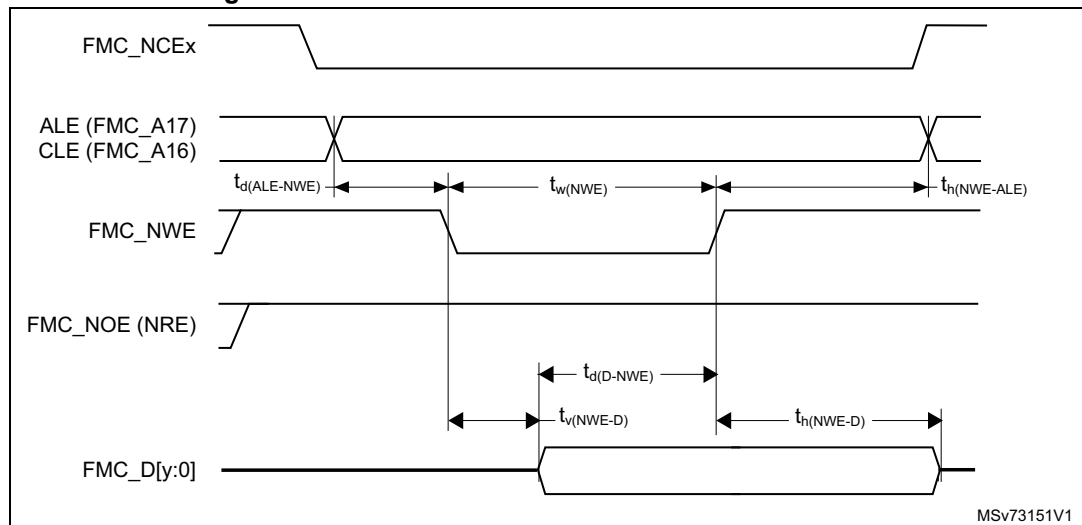 FMC_NCEx
ALE (FMC_A17)
CLE (FMC_A16)
td(ALE-NWE)
tw(NWE)
th(NWE-ALE)
FMC_NWE
FMC_NOE (NRE)
td(D-NWE)
tv(NWE-D)
th(NWE-D)
FMC_D[y:0]
MSv73151V1